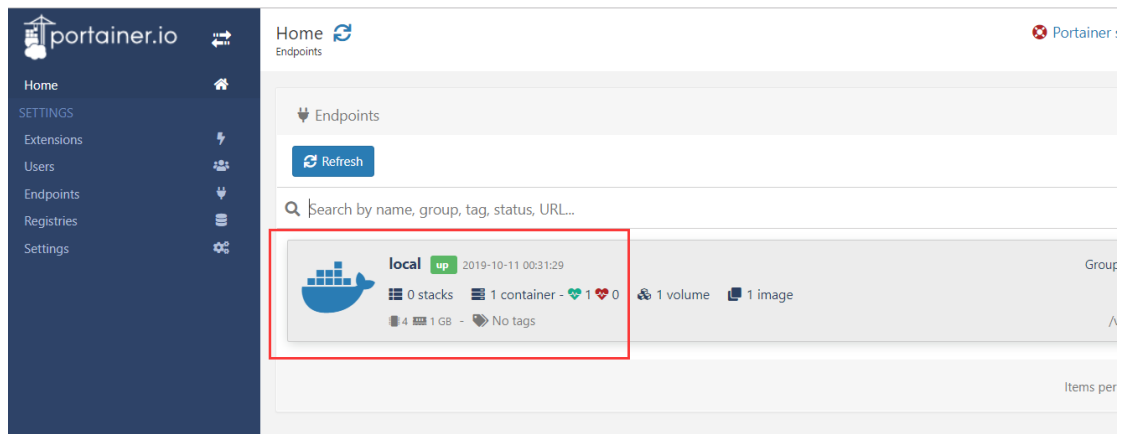 portainer.io
Home
SETTINGS
Extensions
Users
Endpoints
Registries
Settings
Home
Endpoints
Portainer
Endpoints
Refresh
Search by name, group, tag, status, URL...
local up 2019-10-11 00:31:29
Group
0 stacks 1 container - 1 0 1 volume 1 image
4 1 GB - No tags
Items per